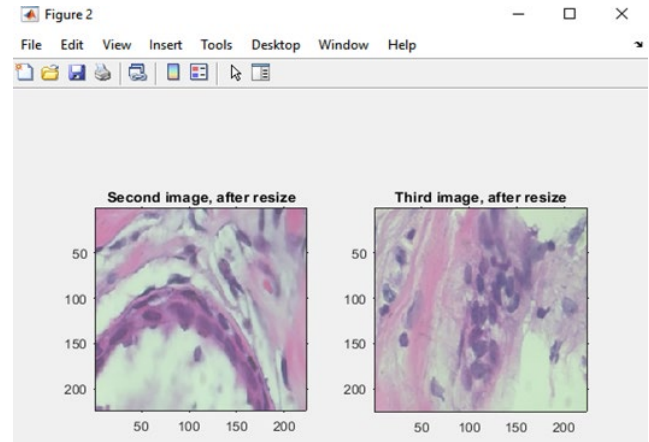 Figure 2
File Edit View Insert Tools Desktop Window Help
Second image, after resize
50
100
150
200
50 100 150 200
Third image, after resize
50
100
150
200
50 100 150 200